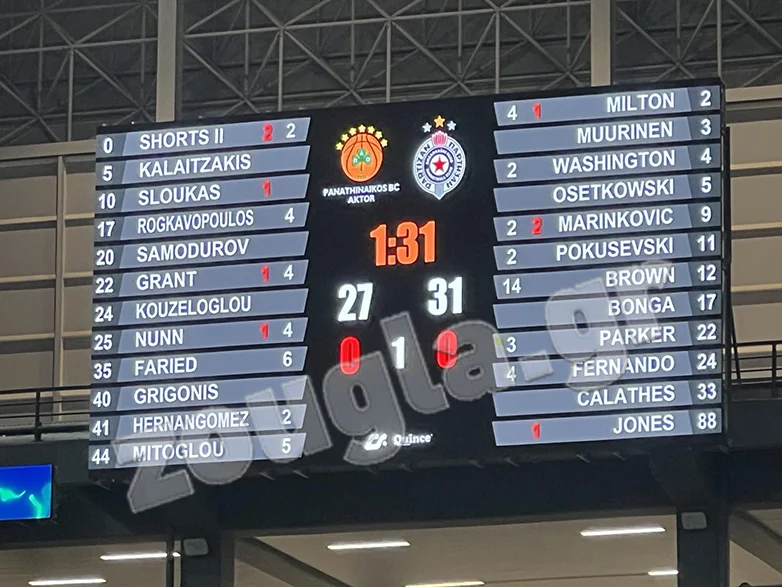 0 SHORTS II 2 2
5 KALAITZAKIS
10 SLOUKAS 1
17 ROGKAVOPOULOS 4
20 SAMODUROV
22 GRANT 1 4
24 KOUZELOGLOU
25 NUNN 1 4
35 FARIED 6
40 GRIGONIS
41 HERNANGOMEZ 2
44 MITOGLOU 5
PANATHINAIKOS BC
AKTOR
PARTIZAN ПАРТИЗАН
1:31
27 31
0 1 0
Quince
4 1 MILTON 2
MUURINEN 3
2 WASHINGTON 4
OSETKOWSKI 5
2 2 MARINKOVIC 9
2 POKUSEVSKI 11
14 BROWN 12
BONGA 17
3 PARKER 22
4 FERNANDO 24
CALATHES 33
1 JONES 88
zougla.gr